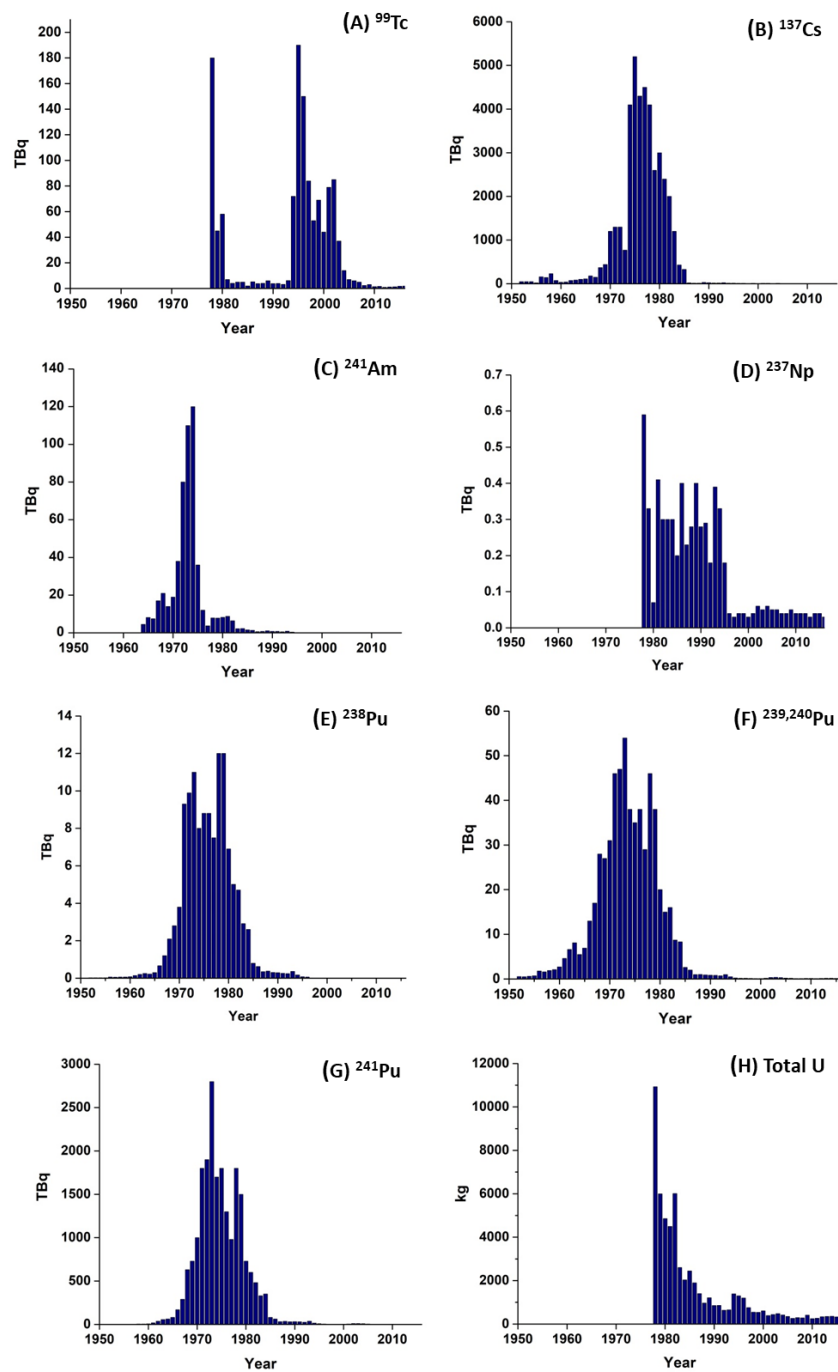 (A) ⁹⁹Tc
200
180
160
140
120
100
80
60
40
20
0
TBq
1950 1960 1970 1980 1990 2000 2010
Year
(B) ¹³⁷Cs
6000
5000
4000
3000
2000
1000
0
TBq
1950 1960 1970 1980 1990 2000 2010
Year
(C) ²⁴¹Am
140
120
100
80
60
40
20
0
TBq
1950 1960 1970 1980 1990 2000 2010
Year
(D) ²³⁷Np
0.7
0.6
0.5
0.4
0.3
0.2
0.1
0.0
TBq
1950 1960 1970 1980 1990 2000 2010
Year
(E) ²³⁸Pu
14
12
10
8
6
4
2
0
TBq
1950 1960 1970 1980 1990 2000 2010
Year
(F) ²³⁹,²⁴⁰Pu
60
50
40
30
20
10
0
TBq
1950 1960 1970 1980 1990 2000 2010
Year
(G) ²⁴¹Pu
3000
2500
2000
1500
1000
500
0
TBq
1950 1960 1970 1980 1990 2000 2010
Year
(H) Total U
12000
10000
8000
6000
4000
2000
0
kg
1950 1960 1970 1980 1990 2000 2010
Year